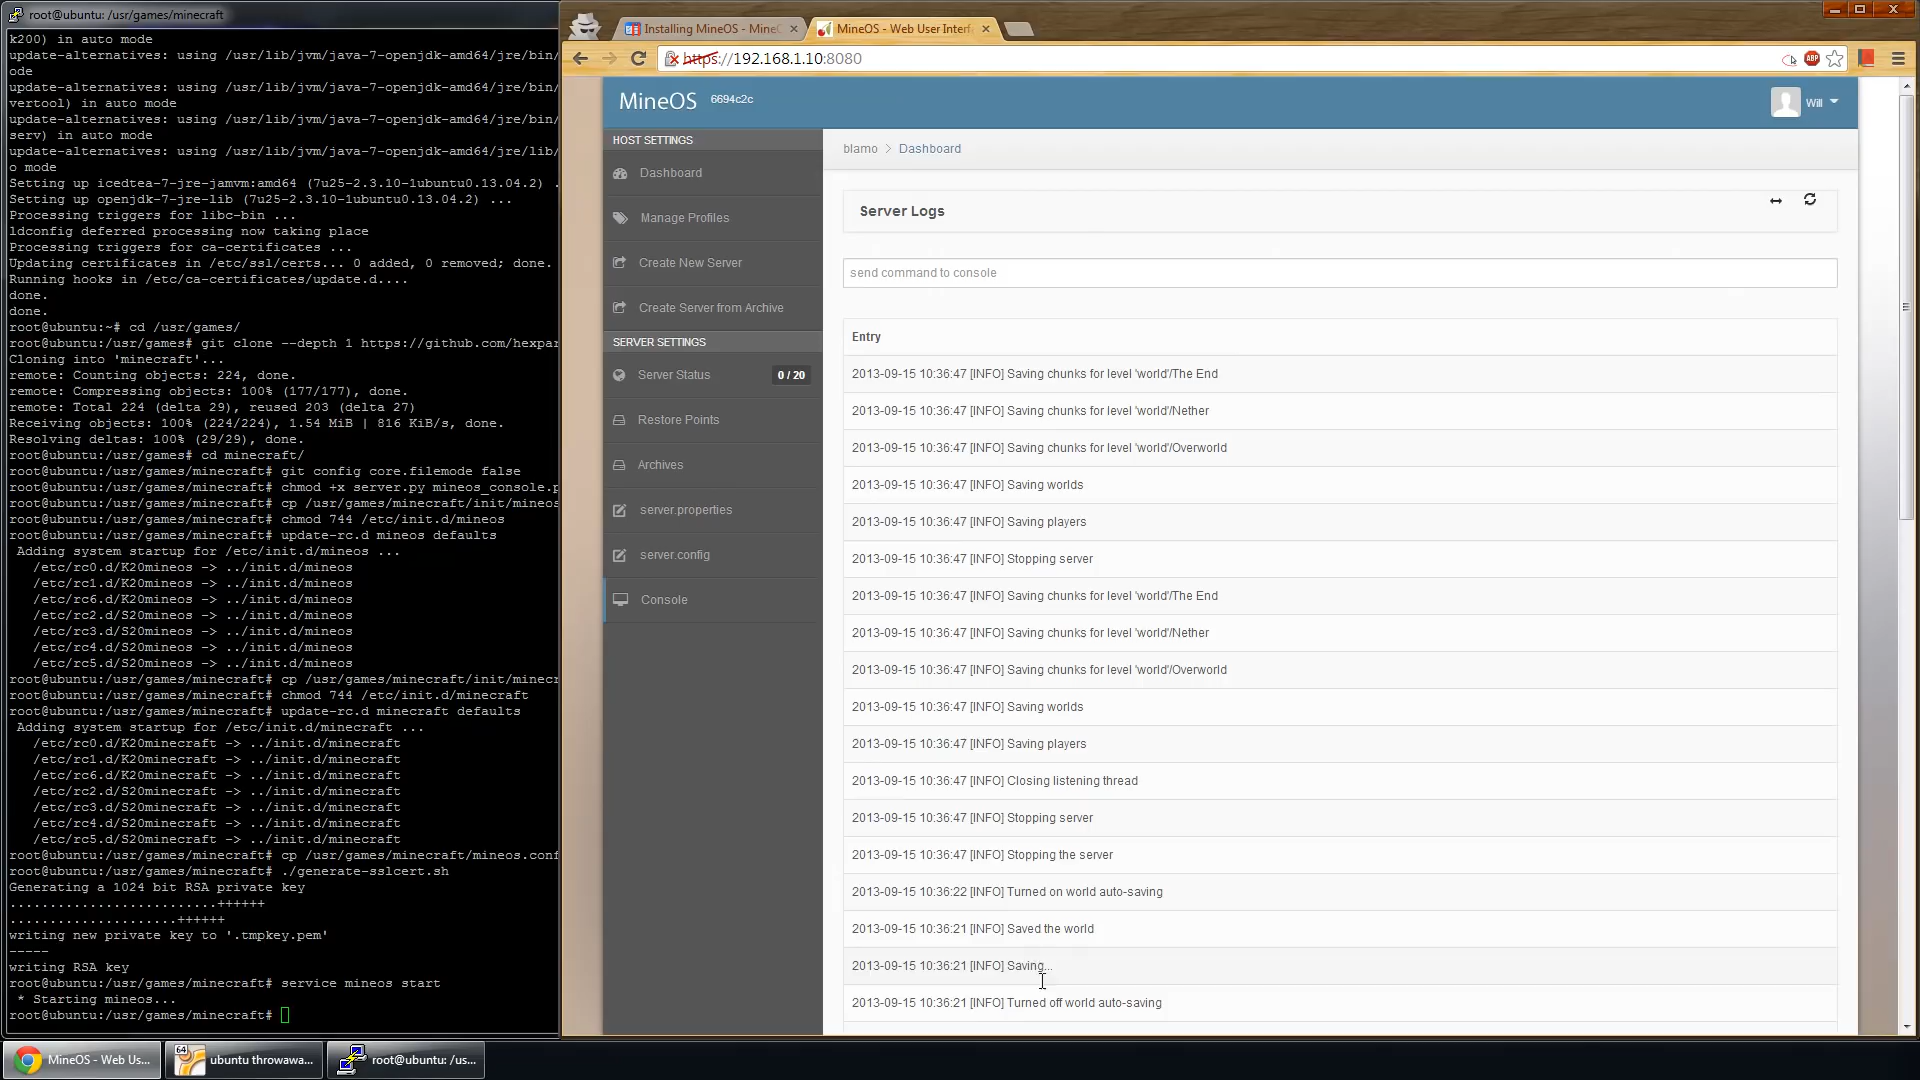 root@ubuntu: /usr/games/minecraft
k200) in auto mode
update-alternatives: using /usr/lib/jvm/java-7-openjdk-amd64/jre/bin/
ode
update-alternatives: using /usr/lib/jvm/java-7-openjdk-amd64/jre/bin/
vertool) in auto mode
update-alternatives: using /usr/lib/jvm/java-7-openjdk-amd64/jre/bin/
serv) in auto mode
update-alternatives: using /usr/lib/jvm/java-7-openjdk-amd64/jre/lib/
o mode
Setting up icedtea-7-jre-jamvm:amd64 (7u25-2.3.10-1ubuntu0.13.04.2) .
Setting up openjdk-7-jre-lib (7u25-2.3.10-1ubuntu0.13.04.2) ...
Processing triggers for libc-bin ...
ldconfig deferred processing now taking place
Processing triggers for ca-certificates ...
Updating certificates in /etc/ssl/certs... 0 added, 0 removed; done.
Running hooks in /etc/ca-certificates/update.d....
done.
done.
root@ubuntu:~# cd /usr/games/
root@ubuntu:/usr/games# git clone --depth 1 https://github.com/hexpar
Cloning into 'minecraft'...
remote: Counting objects: 224, done.
remote: Compressing objects: 100% (177/177), done.
remote: Total 224 (delta 29), reused 203 (delta 27)
Receiving objects: 100% (224/224), 1.54 MiB | 816 KiB/s, done.
Resolving deltas: 100% (29/29), done.
root@ubuntu:/usr/games# cd minecraft/
root@ubuntu:/usr/games/minecraft# git config core.filemode false
root@ubuntu:/usr/games/minecraft# chmod +x server.py mineos_console.p
root@ubuntu:/usr/games/minecraft# cp /usr/games/minecraft/init/mineos
root@ubuntu:/usr/games/minecraft# chmod 744 /etc/init.d/mineos
root@ubuntu:/usr/games/minecraft# update-rc.d mineos defaults
Adding system startup for /etc/init.d/mineos ...
/etc/rc0.d/K20mineos -> ../init.d/mineos
/etc/rc1.d/K20mineos -> ../init.d/mineos
/etc/rc6.d/K20mineos -> ../init.d/mineos
/etc/rc2.d/S20mineos -> ../init.d/mineos
/etc/rc3.d/S20mineos -> ../init.d/mineos
/etc/rc4.d/S20mineos -> ../init.d/mineos
/etc/rc5.d/S20mineos -> ../init.d/mineos
root@ubuntu:/usr/games/minecraft# cp /usr/games/minecraft/init/minecr
root@ubuntu:/usr/games/minecraft# chmod 744 /etc/init.d/minecraft
root@ubuntu:/usr/games/minecraft# update-rc.d minecraft defaults
Adding system startup for /etc/init.d/minecraft ...
/etc/rc0.d/K20minecraft -> ../init.d/minecraft
/etc/rc1.d/K20minecraft -> ../init.d/minecraft
/etc/rc6.d/K20minecraft -> ../init.d/minecraft
/etc/rc2.d/S20minecraft -> ../init.d/minecraft
/etc/rc3.d/S20minecraft -> ../init.d/minecraft
/etc/rc4.d/S20minecraft -> ../init.d/minecraft
/etc/rc5.d/S20minecraft -> ../init.d/minecraft
root@ubuntu:/usr/games/minecraft# cp /usr/games/minecraft/mineos.conf
root@ubuntu:/usr/games/minecraft# ./generate-sslcert.sh
Generating a 1024 bit RSA private key
..........................++++++
.....................++++++
writing new private key to '.tmpkey.pem'
-----
writing RSA key
root@ubuntu:/usr/games/minecraft# service mineos start
* Starting mineos...
root@ubuntu:/usr/games/minecraft#
Installing MineOS - MineO
MineOS - Web User Interf
https://192.168.1.10:8080
ABP
MineOS 6694c2c
Will
HOST SETTINGS
Dashboard
Manage Profiles
Create New Server
Create Server from Archive
SERVER SETTINGS
Server Status 0 / 20
Restore Points
Archives
server.properties
server.config
Console
blamo > Dashboard
Server Logs
send command to console
Entry
2013-09-15 10:36:47 [INFO] Saving chunks for level 'world'/The End
2013-09-15 10:36:47 [INFO] Saving chunks for level 'world'/Nether
2013-09-15 10:36:47 [INFO] Saving chunks for level 'world'/Overworld
2013-09-15 10:36:47 [INFO] Saving worlds
2013-09-15 10:36:47 [INFO] Saving players
2013-09-15 10:36:47 [INFO] Stopping server
2013-09-15 10:36:47 [INFO] Saving chunks for level 'world'/The End
2013-09-15 10:36:47 [INFO] Saving chunks for level 'world'/Nether
2013-09-15 10:36:47 [INFO] Saving chunks for level 'world'/Overworld
2013-09-15 10:36:47 [INFO] Saving worlds
2013-09-15 10:36:47 [INFO] Saving players
2013-09-15 10:36:47 [INFO] Closing listening thread
2013-09-15 10:36:47 [INFO] Stopping server
2013-09-15 10:36:47 [INFO] Stopping the server
2013-09-15 10:36:22 [INFO] Turned on world auto-saving
2013-09-15 10:36:21 [INFO] Saved the world
2013-09-15 10:36:21 [INFO] Saving...
2013-09-15 10:36:21 [INFO] Turned off world auto-saving
MineOS - Web Us...
64
ubuntu throwawa...
root@ubuntu: /us...